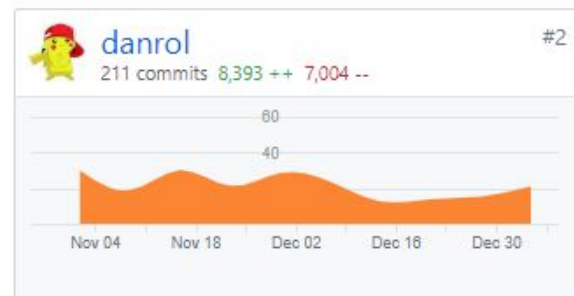 danrol
#2
211 commits 8,393 ++ 7,004 --
60
40
Nov 04 Nov 18 Dec 02 Dec 16 Dec 30